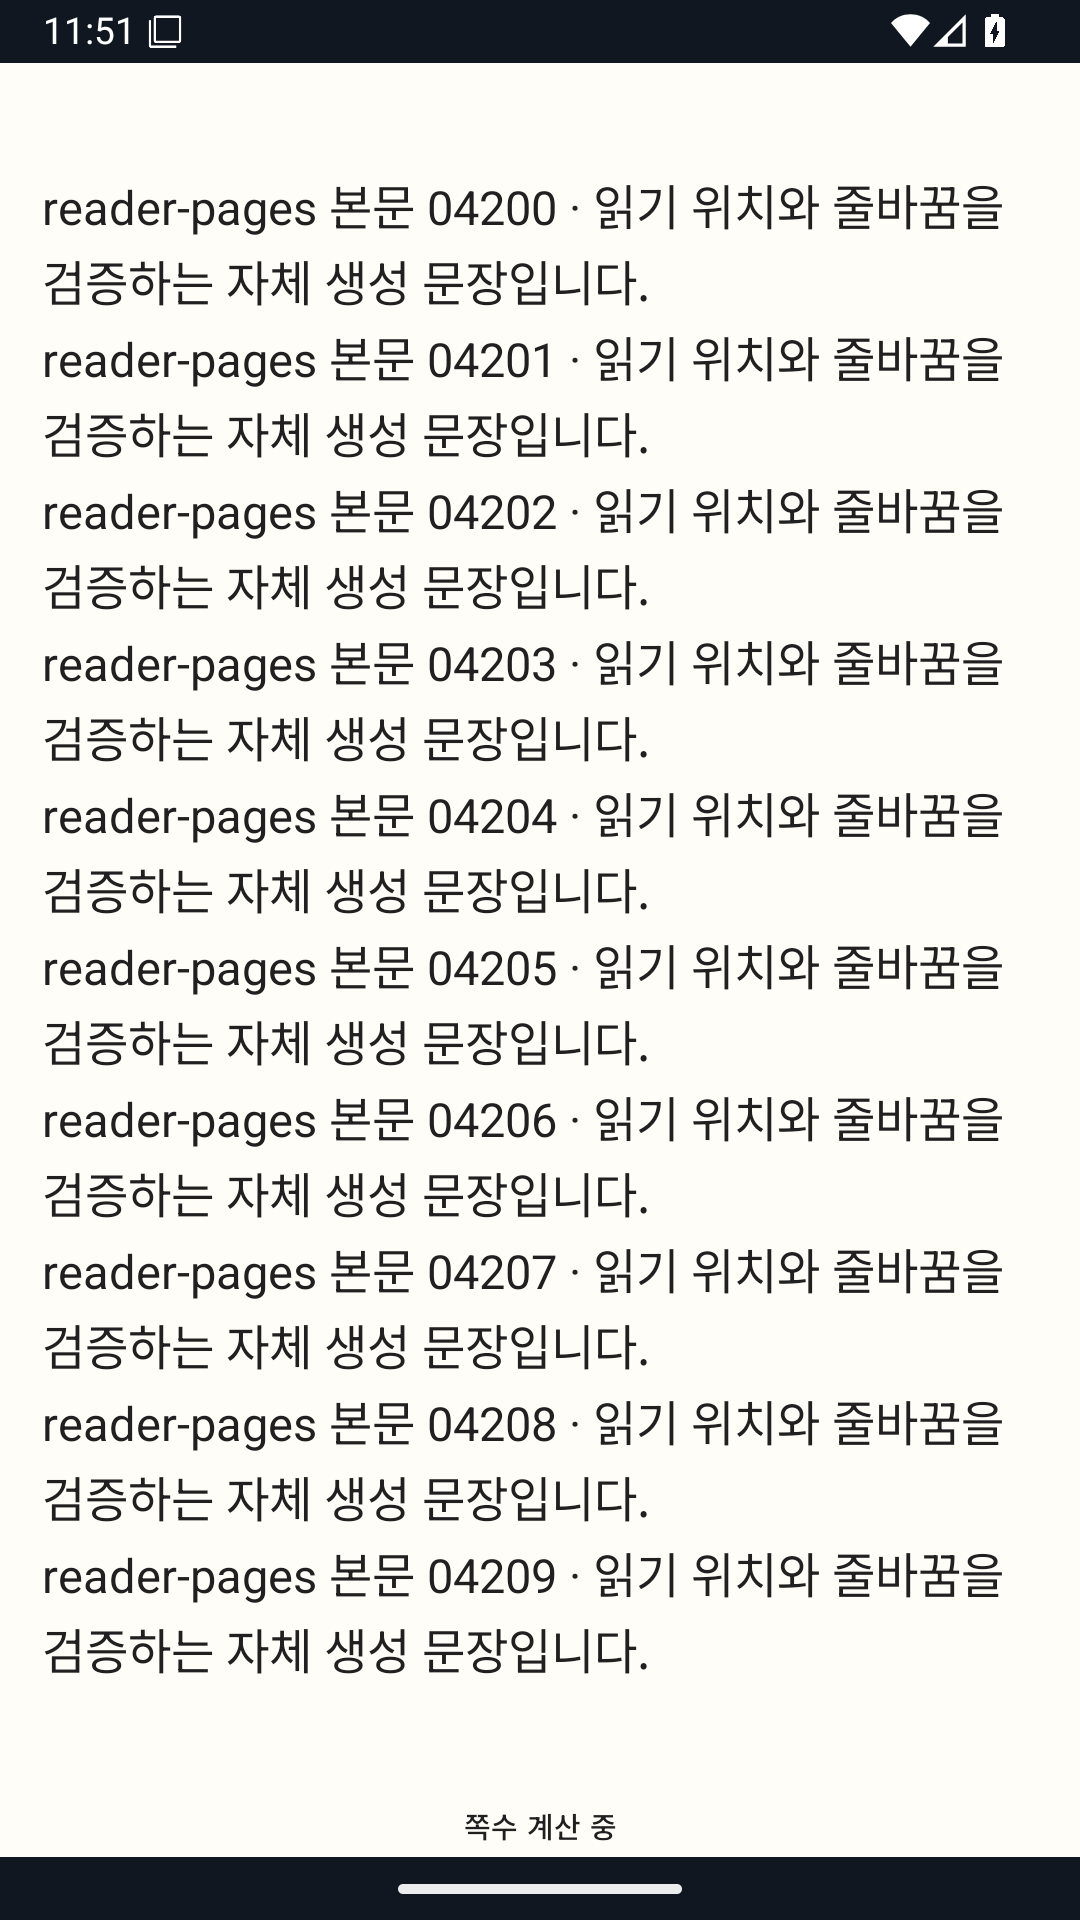 11:51
reader-pages 본문 04200 · 읽기 위치와 줄바꿈을
검증하는 자체 생성 문장입니다.
reader-pages 본문 04201 · 읽기 위치와 줄바꿈을
검증하는 자체 생성 문장입니다.
reader-pages 본문 04202 · 읽기 위치와 줄바꿈을
검증하는 자체 생성 문장입니다.
reader-pages 본문 04203 · 읽기 위치와 줄바꿈을
검증하는 자체 생성 문장입니다.
reader-pages 본문 04204 · 읽기 위치와 줄바꿈을
검증하는 자체 생성 문장입니다.
reader-pages 본문 04205 · 읽기 위치와 줄바꿈을
검증하는 자체 생성 문장입니다.
reader-pages 본문 04206 · 읽기 위치와 줄바꿈을
검증하는 자체 생성 문장입니다.
reader-pages 본문 04207 · 읽기 위치와 줄바꿈을
검증하는 자체 생성 문장입니다.
reader-pages 본문 04208 · 읽기 위치와 줄바꿈을
검증하는 자체 생성 문장입니다.
reader-pages 본문 04209 · 읽기 위치와 줄바꿈을
검증하는 자체 생성 문장입니다.
쪽수 계산 중